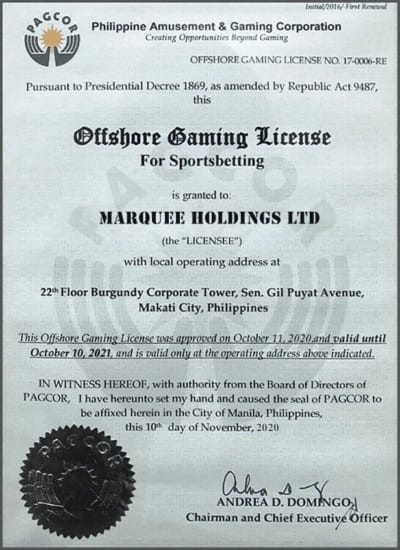 Initial/2016/-First Renewal
PAGCOR
Philippine Amusement & Gaming Corporation
Creating Opportunities Beyond Gaming
OFFSHORE GAMING LICENSE NO. 17-0006-RE
Pursuant to Presidential Decree 1869, as amended by Republic Act 9487,
this
Offshore Gaming License
For Sportsbetting
is granted to:
MARQUEE HOLDINGS LTD
(the "LICENSEE")
with local operating address at
22th Floor Burgundy Corporate Tower, Sen. Gil Puyat Avenue,
Makati City, Philippines
This Offshore Gaming License was approved on October 11, 2020,and valid until
October 10, 2021, and is valid only at the operating address above indicated.
IN WITNESS HEREOF, with authority from the Board of Directors of
PAGCOR, I have hereunto set my hand and caused the seal of PAGCOR to
be affixed herein in the City of Manila, Philippines,
this 10th day of November, 2020
PAGCOR
ANDREA D. DOMINGO
Chairman and Chief Executive Officer